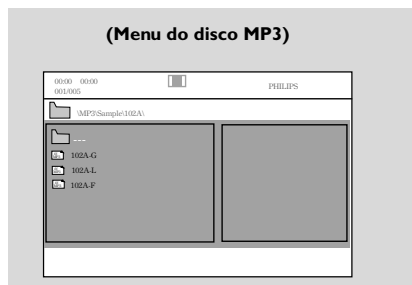 (Menu do disco MP3)
00:00 00:00
001/005
PHILIPS
\MP3\Sample\102A\
---
102A-G
102A-L
102A-F